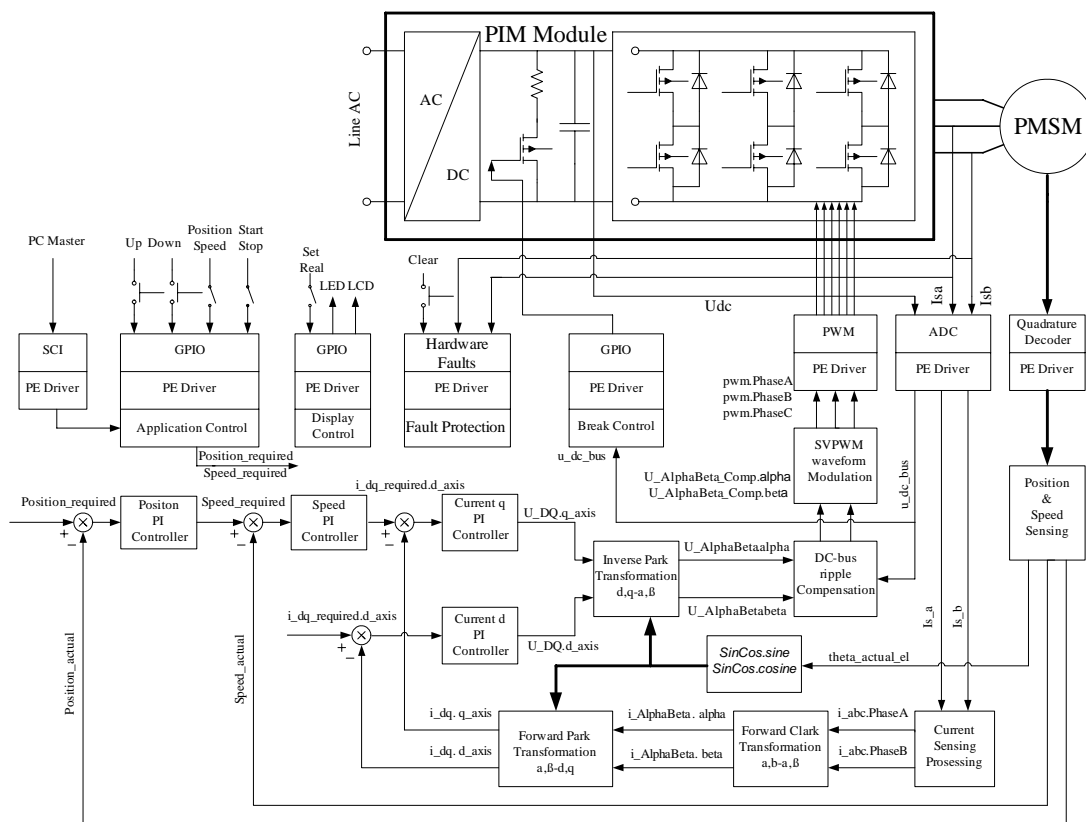 PIM Module
Line AC
AC
DC
PMSM
PC Master
Up Down
Position
Speed
Start
Stop
Set
Real
LED LCD
Clear
Udc
Isa
Isb
SCI
PE Driver
GPIO
PE Driver
Application Control
GPIO
PE Driver
Display
Control
Hardware
Faults
PE Driver
Fault Protection
GPIO
PE Driver
Break Control
PWM
PE Driver
ADC
PE Driver
Quadrature
Decoder
PE Driver
pwm.PhaseA
pwm.PhaseB
pwm.PhaseC
Position_required
Speed_required
u_dc_bus
SVPWM
waveform
Modulation
U_AlphaBeta_Comp.alpha
U_AlphaBeta_Comp.beta
u_dc_bus
Position
&
Speed
Sensing
Position_required
+
−
Positon
PI
Controller
Speed_required
+
−
Speed
PI
Controller
i_dq_required.d_axis
+
−
Current q
PI
Controller
U_DQ.q_axis
Inverse Park
Transformation
d,q-a,ß
U_AlphaBeta.alpha
U_AlphaBetabeta
DC-bus
ripple
Compensation
i_dq_required.d_axis
+
−
Current d
PI
Controller
U_DQ.d_axis
Is_a
Is_b
Position_actual
Speed_actual
SinCos.sine
SinCos.cosine
theta_actual_el
i_dq. q_axis
i_dq. d_axis
Forward Park
Transformation
a,ß-d,q
i_AlphaBeta. alpha
i_AlphaBeta. beta
Forward Clark
Transformation
a,b-a,ß
i_abc.PhaseA
i_abc.PhaseB
Current
Sensing
Prosessing